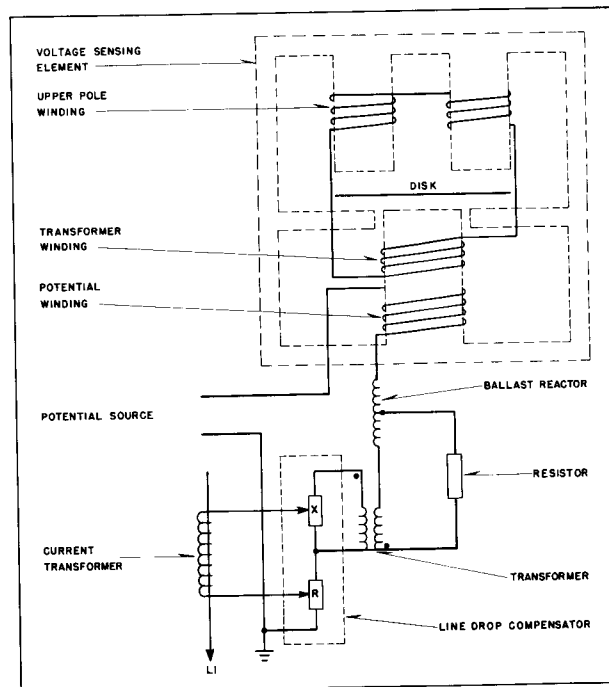 VOLTAGE SENSING
ELEMENT
UPPER POLE
WINDING
DISK
TRANSFORMER
WINDING
POTENTIAL
WINDING
BALLAST REACTOR
POTENTIAL SOURCE
RESISTOR
X
CURRENT
TRANSFORMER
TRANSFORMER
R
LINE DROP COMPENSATOR
L1